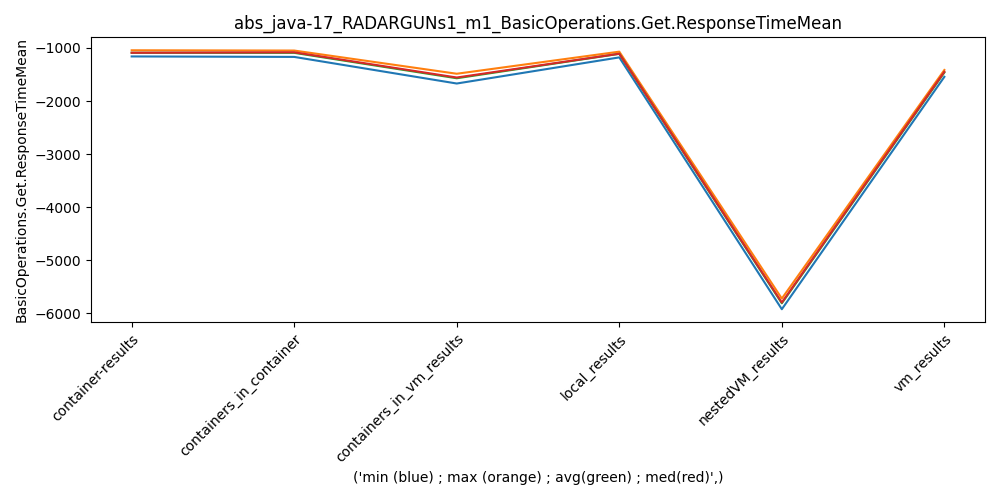 abs_java-17_RADARGUNs1_m1_BasicOperations.Get.ResponseTimeMean
BasicOperations.Get.ResponseTimeMean
−1000
−2000
−3000
−4000
−5000
−6000
container-results
containers_in_container
containers_in_vm_results
local_results
nestedVM_results
vm_results
('min (blue) ; max (orange) ; avg(green) ; med(red)',)